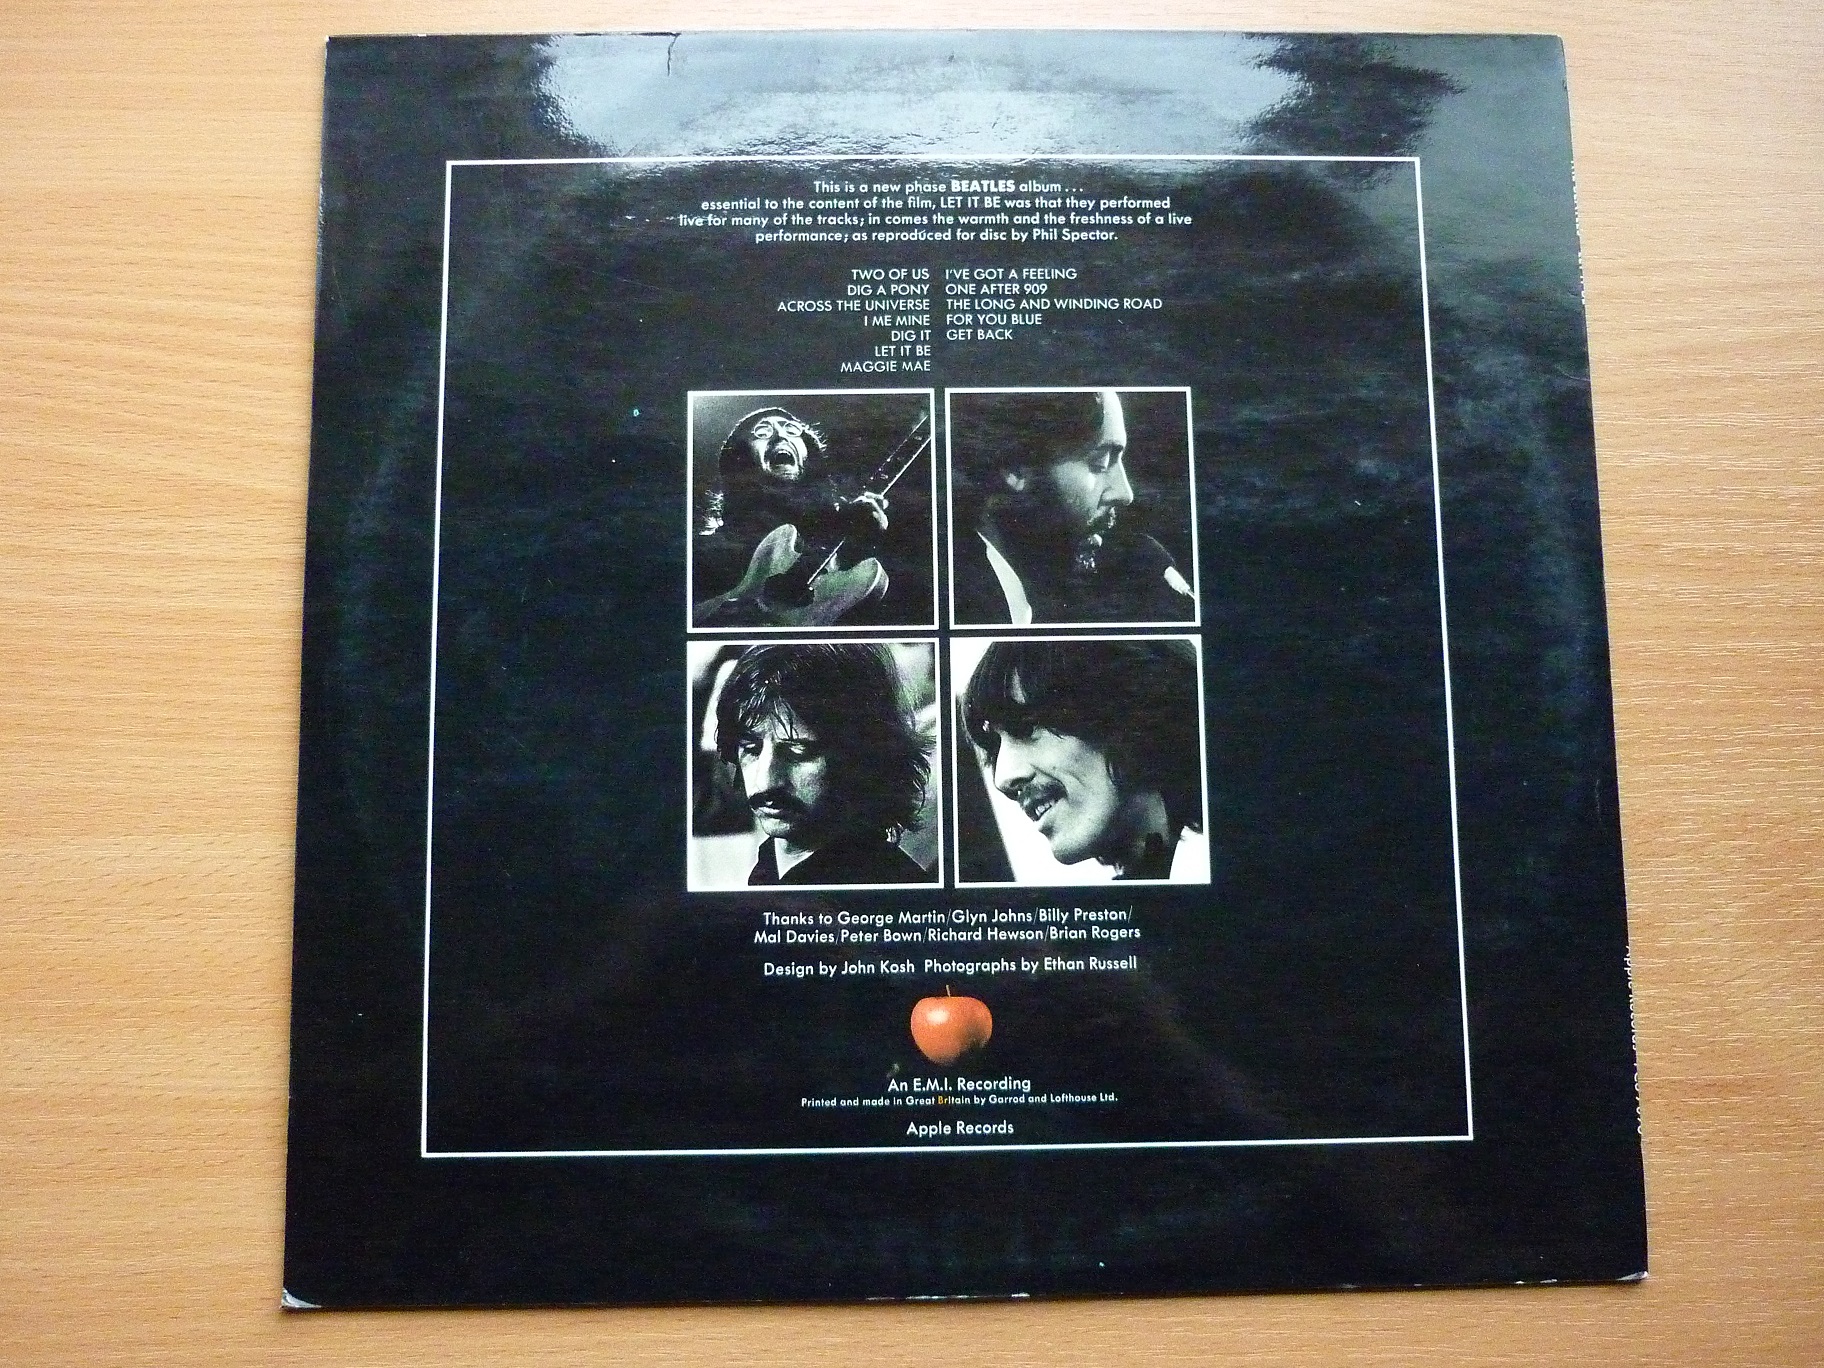 This is a new phase BEATLES album . . .
essential to the content of the film, LET IT BE was that they performed
live for many of the tracks; in comes the warmth and the freshness of a live
performance; as reproduced for disc by Phil Spector.
TWO OF US
DIG A PONY
ACROSS THE UNIVERSE
I ME MINE
DIG IT
LET IT BE
MAGGIE MAE
I'VE GOT A FEELING
ONE AFTER 909
THE LONG AND WINDING ROAD
FOR YOU BLUE
GET BACK
Thanks to George Martin/Glyn Johns/Billy Preston/
Mal Davies/Peter Bown/Richard Hewson/Brian Rogers
Design by John Kosh Photographs by Ethan Russell
An E.M.I. Recording
Printed and made in Great Britain by Garrod and Lofthouse Ltd.
Apple Records
Apple Records